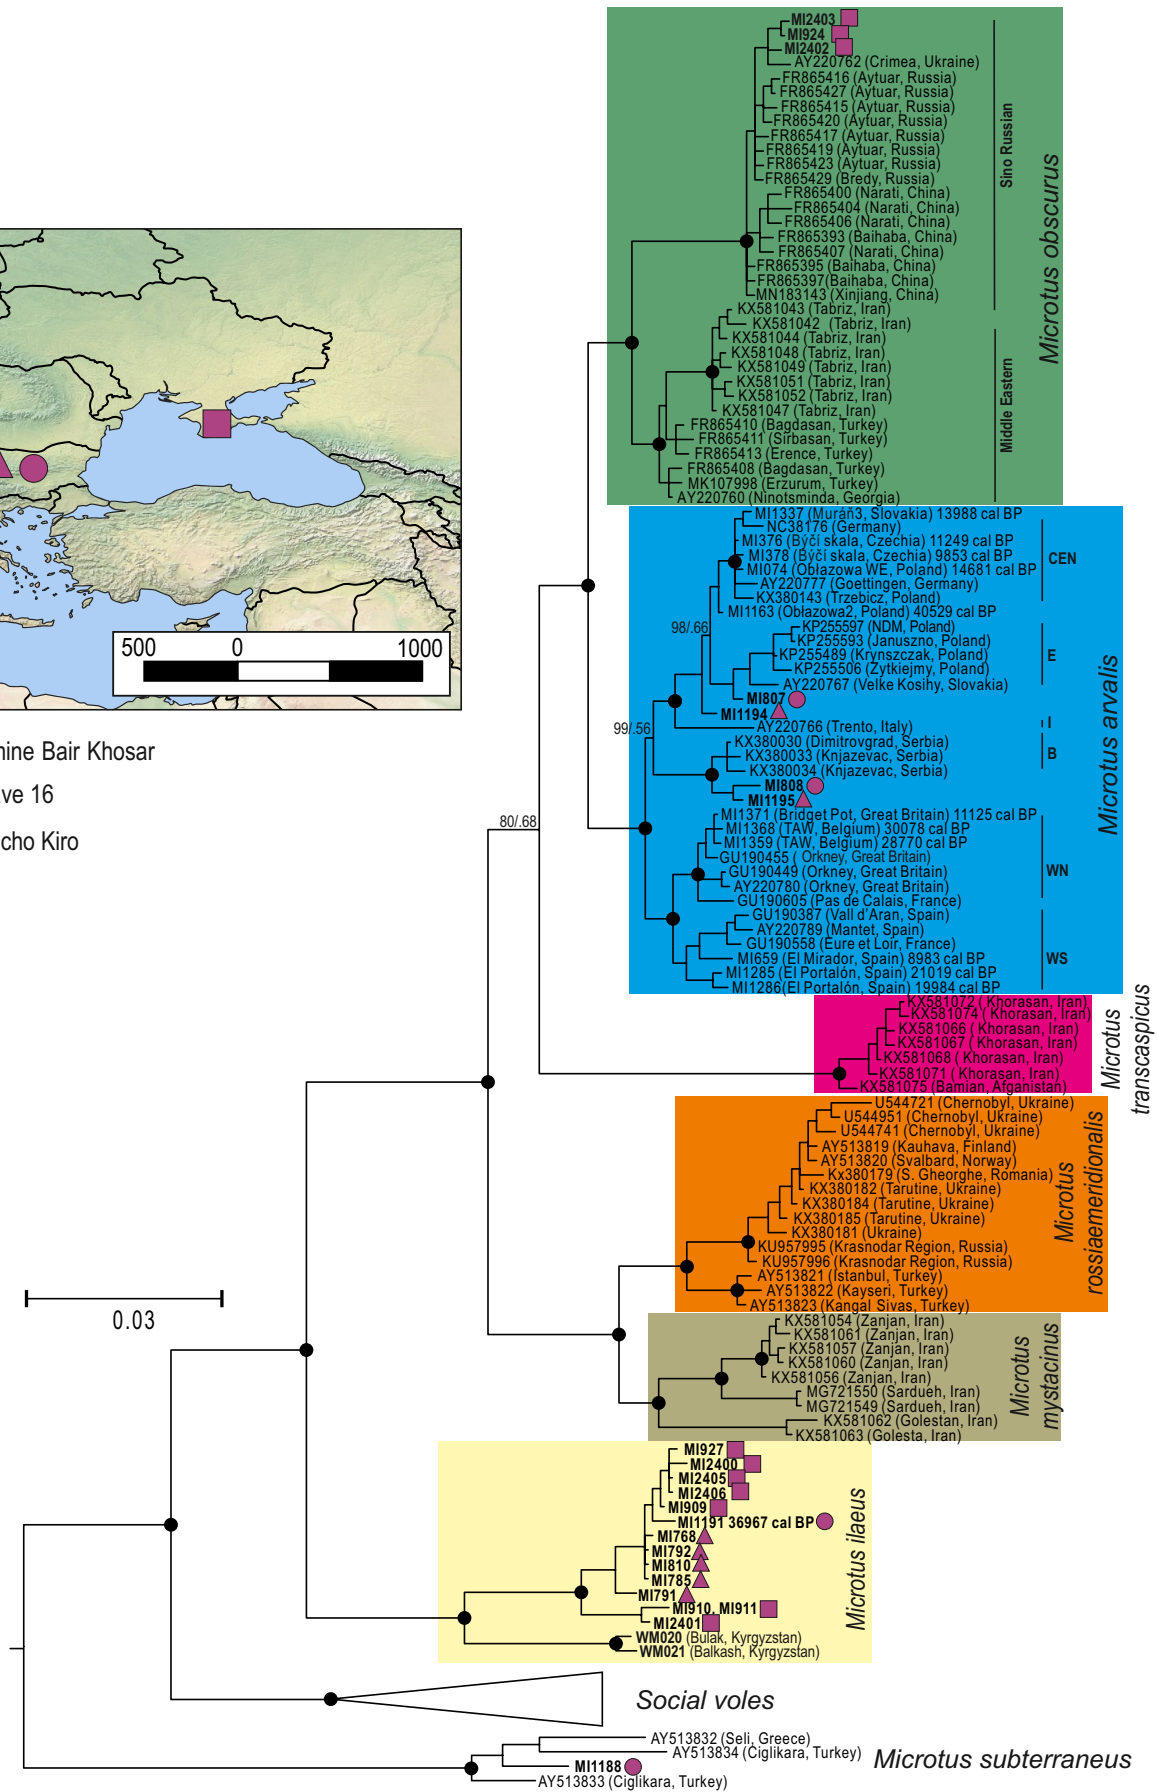 MI2403
MI924
MI2402
AY220762 (Crimea, Ukraine)
FR865416 (Aytuar, Russia)
FR865427 (Aytuar, Russia)
FR865415 (Aytuar, Russia)
FR865420 (Aytuar, Russia)
FR865417 (Aytuar, Russia)
FR865419 (Aytuar, Russia)
FR865423 (Aytuar, Russia)
FR865429 (Bredy, Russia)
FR865400 (Narati, China)
FR865404 (Narati, China)
FR865406 (Narati, China)
FR865393 (Baihaba, China)
FR865407 (Narati, China)
FR865395 (Baihaba, China)
FR865397(Baihaba, China)
MN183143 (Xinjiang, China)
Sino Russian
KX581043 (Tabriz, Iran)
KX581042 (Tabriz, Iran)
KX581044 (Tabriz, Iran)
KX581048 (Tabriz, Iran)
KX581049 (Tabriz, Iran)
KX581051 (Tabriz, Iran)
KX581052 (Tabriz, Iran)
KX581047 (Tabriz, Iran)
FR865410 (Bagdasan, Turkey)
FR865411 (Sirbasan, Turkey)
FR865413 (Erence, Turkey)
FR865408 (Bagdasan, Turkey)
MK107998 (Erzurum, Turkey)
AY220760 (Ninotsminda, Georgia)
Middle Eastern
Microtus obscurus
500 0 1000
hine Bair Khosar
ve 16
cho Kiro
MI1337 (Muráň3, Slovakia) 13988 cal BP
NC38176 (Germany)
MI376 (Býčí skala, Czechia) 11249 cal BP
MI378 (Býčí skala, Czechia) 9853 cal BP
MI074 (Obłazowa WE, Poland) 14681 cal BP
AY220777 (Goettingen, Germany)
KX380143 (Trzebicz, Poland)
MI1163 (Obłazowa2, Poland) 40529 cal BP
CEN
98/.66
KP255597 (NDM, Poland)
KP255593 (Januszno, Poland)
KP255489 (Krynszczak, Poland)
KP255506 (Zytkiejmy, Poland)
AY220767 (Velke Kosihy, Slovakia)
E
MI807
MI1194
AY220766 (Trento, Italy)
I
99/.56
KX380030 (Dimitrovgrad, Serbia)
KX380033 (Knjazevac, Serbia)
KX380034 (Knjazevac, Serbia)
B
MI808
MI1195
MI1371 (Bridget Pot, Great Britain) 11125 cal BP
MI1368 (TAW, Belgium) 30078 cal BP
MI1359 (TAW, Belgium) 28770 cal BP
GU190455 ( Orkney, Great Britain)
GU190449 (Orkney, Great Britain)
AY220780 (Orkney, Great Britain)
GU190605 (Pas de Calais, France)
WN
GU190387 (Vall d'Aran, Spain)
AY220789 (Mantet, Spain)
GU190558 (Eure et Loir, France)
MI659 (El Mirador, Spain) 8983 cal BP
MI1285 (El Portalón, Spain) 21019 cal BP
MI1286(El Portalón, Spain) 19984 cal BP
WS
Microtus arvalis
80/.68
KX581072 ( Khorasan, Iran)
KX581074 ( Khorasan, Iran)
KX581066 ( Khorasan, Iran)
KX581067 ( Khorasan, Iran)
KX581068 ( Khorasan, Iran)
KX581071 ( Khorasan, Iran)
KX581075 (Bamian, Afganistan)
Microtus
transcaspicus
U544721 (Chernobyl, Ukraine)
U544951 (Chernobyl, Ukraine)
U544741 (Chernobyl, Ukraine)
AY513819 (Kauhava, Finland)
AY513820 (Svalbard, Norway)
Kx380179 (S. Gheorghe, Romania)
KX380182 (Tarutine, Ukraine)
KX380184 (Tarutine, Ukraine)
KX380185 (Tarutine, Ukraine)
KX380181 (Ukraine)
KU957995 (Krasnodar Region, Russia)
KU957996 (Krasnodar Region, Russia)
AY513821 (Istanbul, Turkey)
AY513822 (Kayseri, Turkey)
AY513823 (Kangal Sivas, Turkey)
Microtus
rossiaemeridionalis
0.03
KX581054 (Zanjan, Iran)
KX581061 (Zanjan, Iran)
KX581057 (Zanjan, Iran)
KX581060 (Zanjan, Iran)
KX581056 (Zanjan, Iran)
MG721550 (Sardueh, Iran)
MG721549 (Sardueh, Iran)
KX581062 (Golestan, Iran)
KX581063 (Golesta, Iran)
Microtus
mystacinus
MI927
MI2400
MI2405
MI2406
MI909
MI1191 36967 cal BP
MI768
MI792
MI810
MI785
MI791
MI910, MI911
MI2401
WM020 (Bulak, Kyrgyzstan)
WM021 (Balkash, Kyrgyzstan)
Microtus ilaeus
Social voles
AY513832 (Seli, Greece)
AY513834 (Ciglikara, Turkey)
MI1188
AY513833 (Ciglikara, Turkey)
Microtus subterraneus